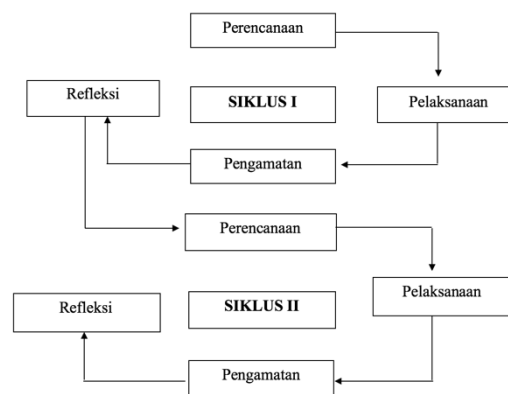 Perencanaan
Refleksi
SIKLUS I
Pelaksanaan
Pengamatan
Perencanaan
Refleksi
SIKLUS II
Pelaksanaan
Pengamatan